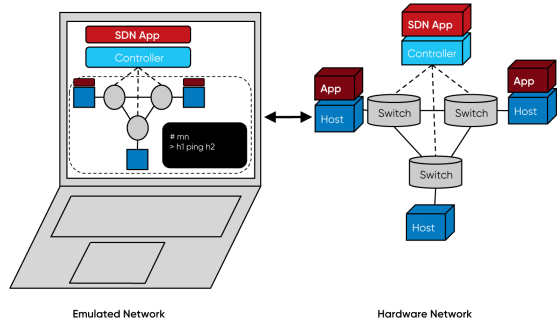 SDN App
Controller
# mn
> h1 ping h2
Emulated Network
SDN App
Controller
App
Host
Switch
Switch
App
Host
Switch
Host
Hardware Network